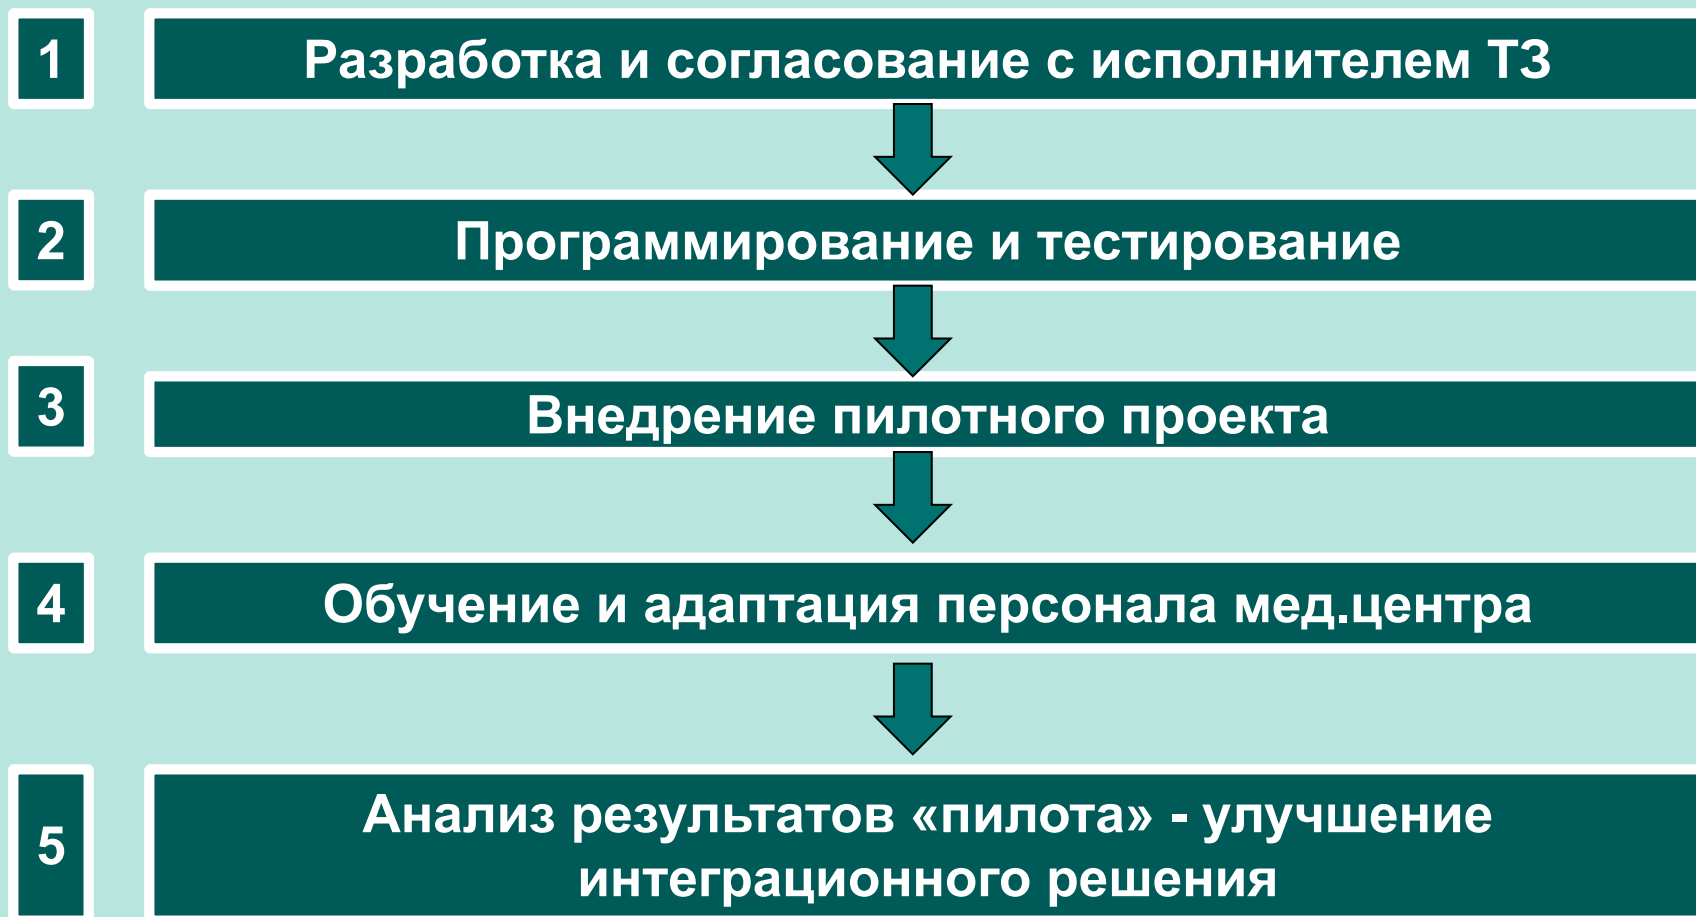 1
Разработка и согласование с исполнителем ТЗ
2
Программирование и тестирование
3
Внедрение пилотного проекта
4
Обучение и адаптация персонала мед.центра
5
Анализ результатов «пилота» - улучшение
интеграционного решения